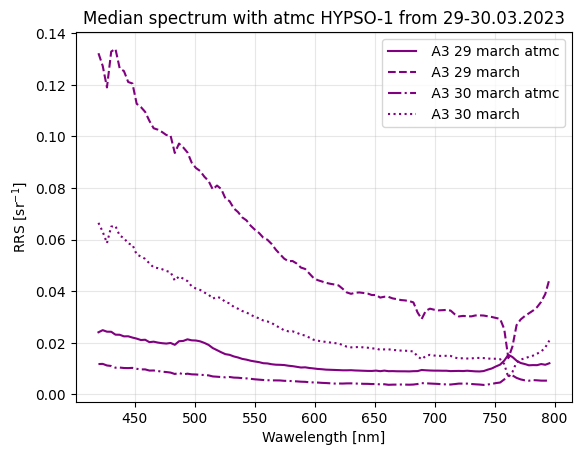 Median spectrum with atmc HYPSO-1 from 29-30.03.2023
A3 29 march atmc
A3 29 march
A3 30 march atmc
A3 30 march
RRS [sr⁻¹]
0.14
0.12
0.10
0.08
0.06
0.04
0.02
0.00
450 500 550 600 650 700 750 800
Wawelength [nm]